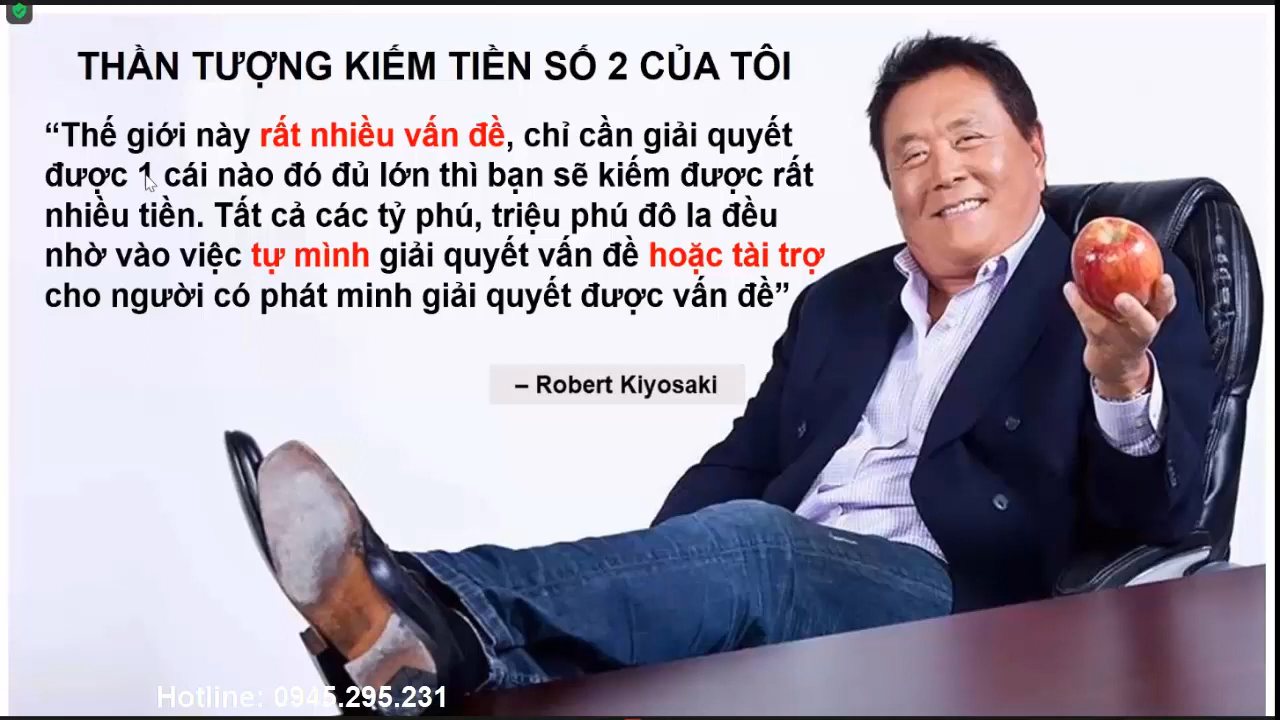 THẦN TƯỢNG KIẾM TIỀN SỐ 2 CỦA TÔI
“Thế giới này rất nhiều vấn đề, chỉ cần giải quyết
được 1 cái nào đó đủ lớn thì bạn sẽ kiếm được rất
nhiều tiền. Tất cả các tỷ phú, triệu phú đô la đều
nhờ vào việc tự mình giải quyết vấn đề hoặc tài trợ
cho người có phát minh giải quyết được vấn đề”
– Robert Kiyosaki
Hotline: 0945.295.231